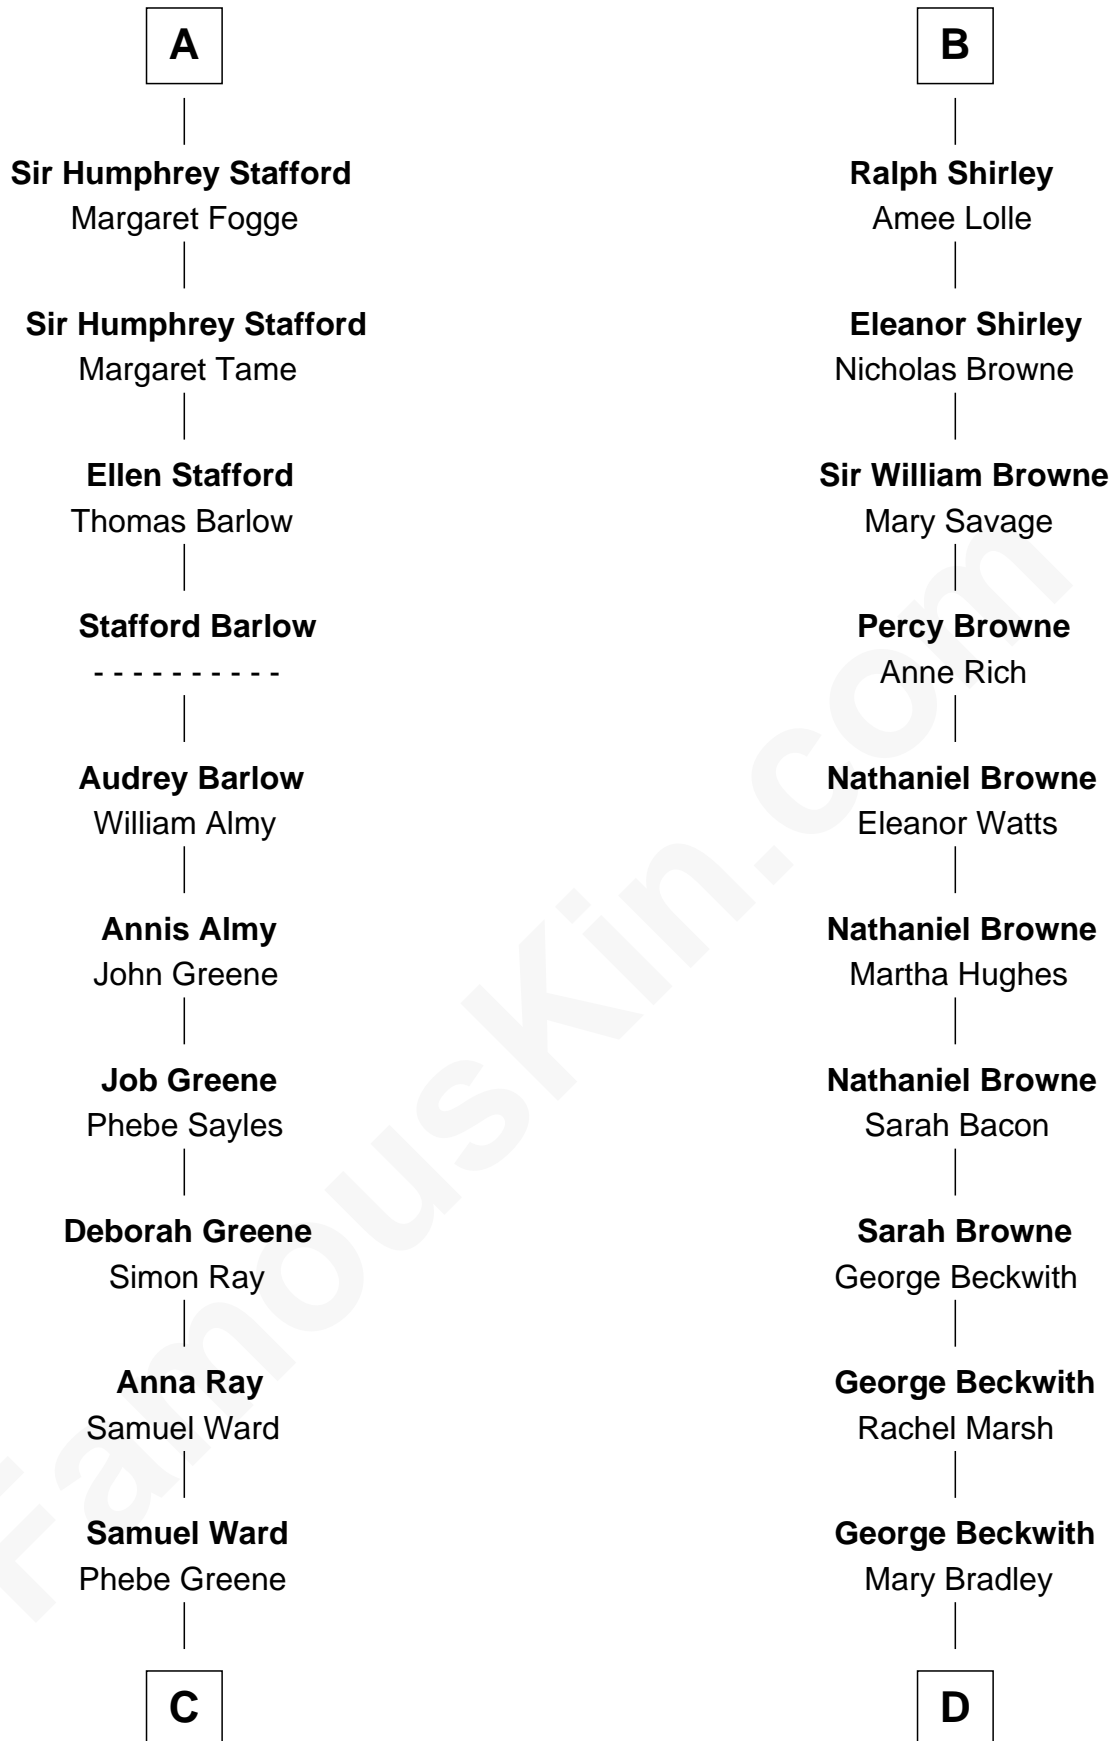 A
Sir Humphrey Stafford
Margaret Fogge
Sir Humphrey Stafford
Margaret Tame
Ellen Stafford
Thomas Barlow
Stafford Barlow
- - - - - - - - - -
Audrey Barlow
William Almy
Annis Almy
John Greene
Job Greene
Phebe Sayles
Deborah Greene
Simon Ray
Anna Ray
Samuel Ward
Samuel Ward
Phebe Greene
C
B
Ralph Shirley
Amee Lolle
Eleanor Shirley
Nicholas Browne
Sir William Browne
Mary Savage
Percy Browne
Anne Rich
Nathaniel Browne
Eleanor Watts
Nathaniel Browne
Martha Hughes
Nathaniel Browne
Sarah Bacon
Sarah Browne
George Beckwith
George Beckwith
Rachel Marsh
George Beckwith
Mary Bradley
D
FamousKin.com